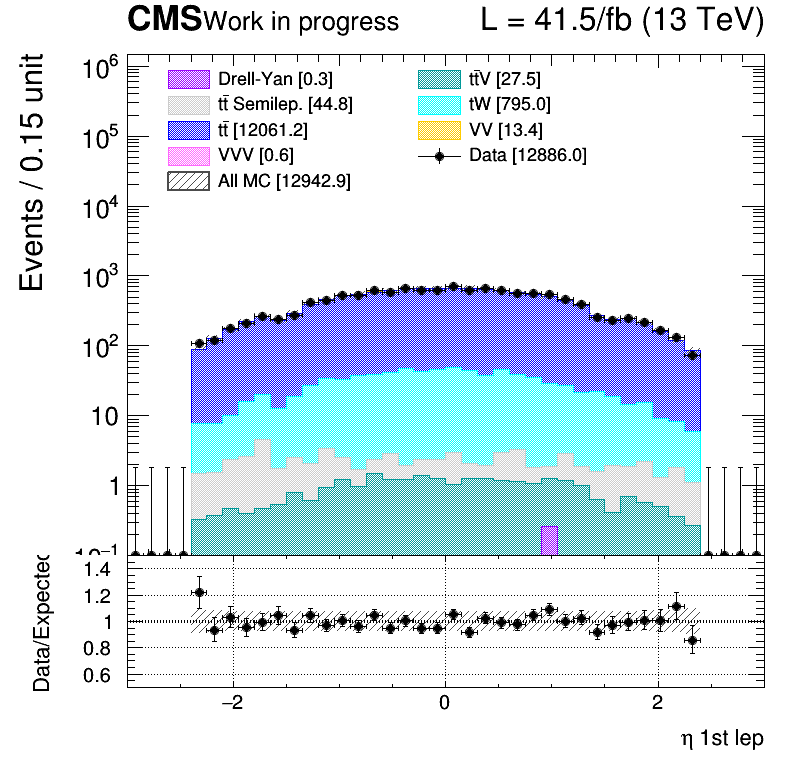 CMS Work in progress L = 41.5/fb (13 TeV)
Events / 0.15 unit
10⁶
10⁵
10⁴
10³
10²
10
1
10⁻¹
Drell-Yan [0.3]
tt̄ Semilep. [44.8]
tt̄ [12061.2]
VVV [0.6]
All MC [12942.9]
tt̄V [27.5]
tW [795.0]
VV [13.4]
Data [12886.0]
Data/Expected
1.4
1.2
1
0.8
0.6
−2 0 2
η 1st lep